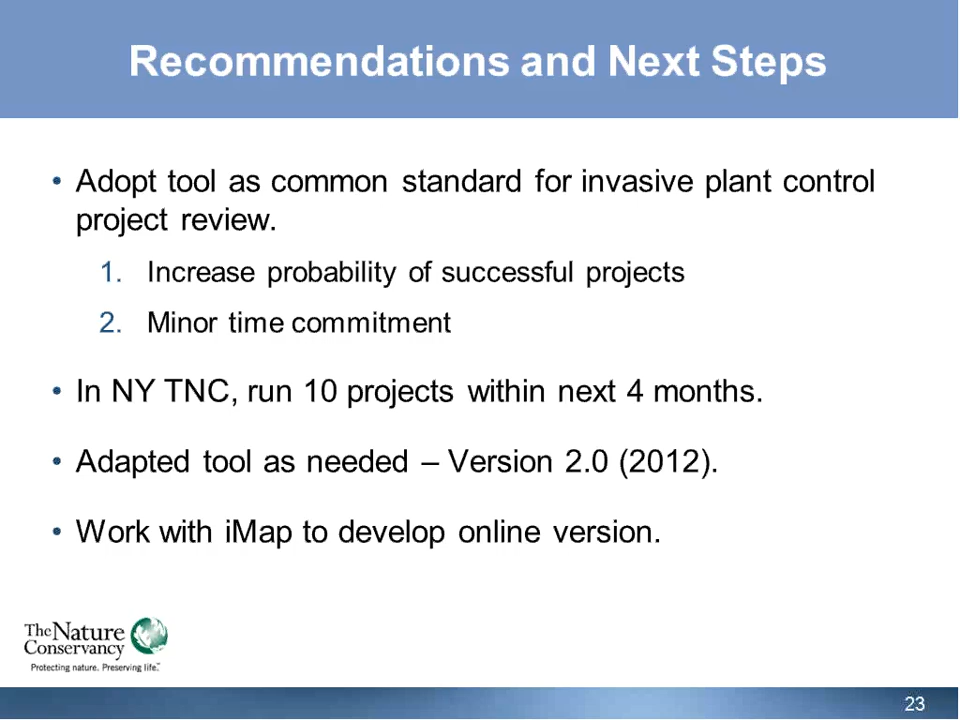 Recommendations and Next Steps
• Adopt tool as common standard for invasive plant control
project review.
1. Increase probability of successful projects
2. Minor time commitment
• In NY TNC, run 10 projects within next 4 months.
• Adapted tool as needed – Version 2.0 (2012).
• Work with iMap to develop online version.
The Nature
Conservancy
Protecting nature. Preserving life.™
23